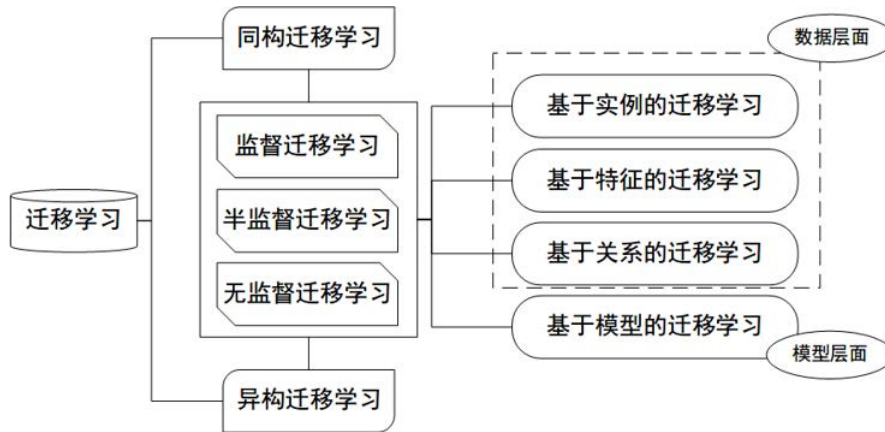 同构迁移学习
数据层面
基于实例的迁移学习
监督迁移学习
基于特征的迁移学习
迁移学习
半监督迁移学习
基于关系的迁移学习
无监督迁移学习
基于模型的迁移学习
模型层面
异构迁移学习